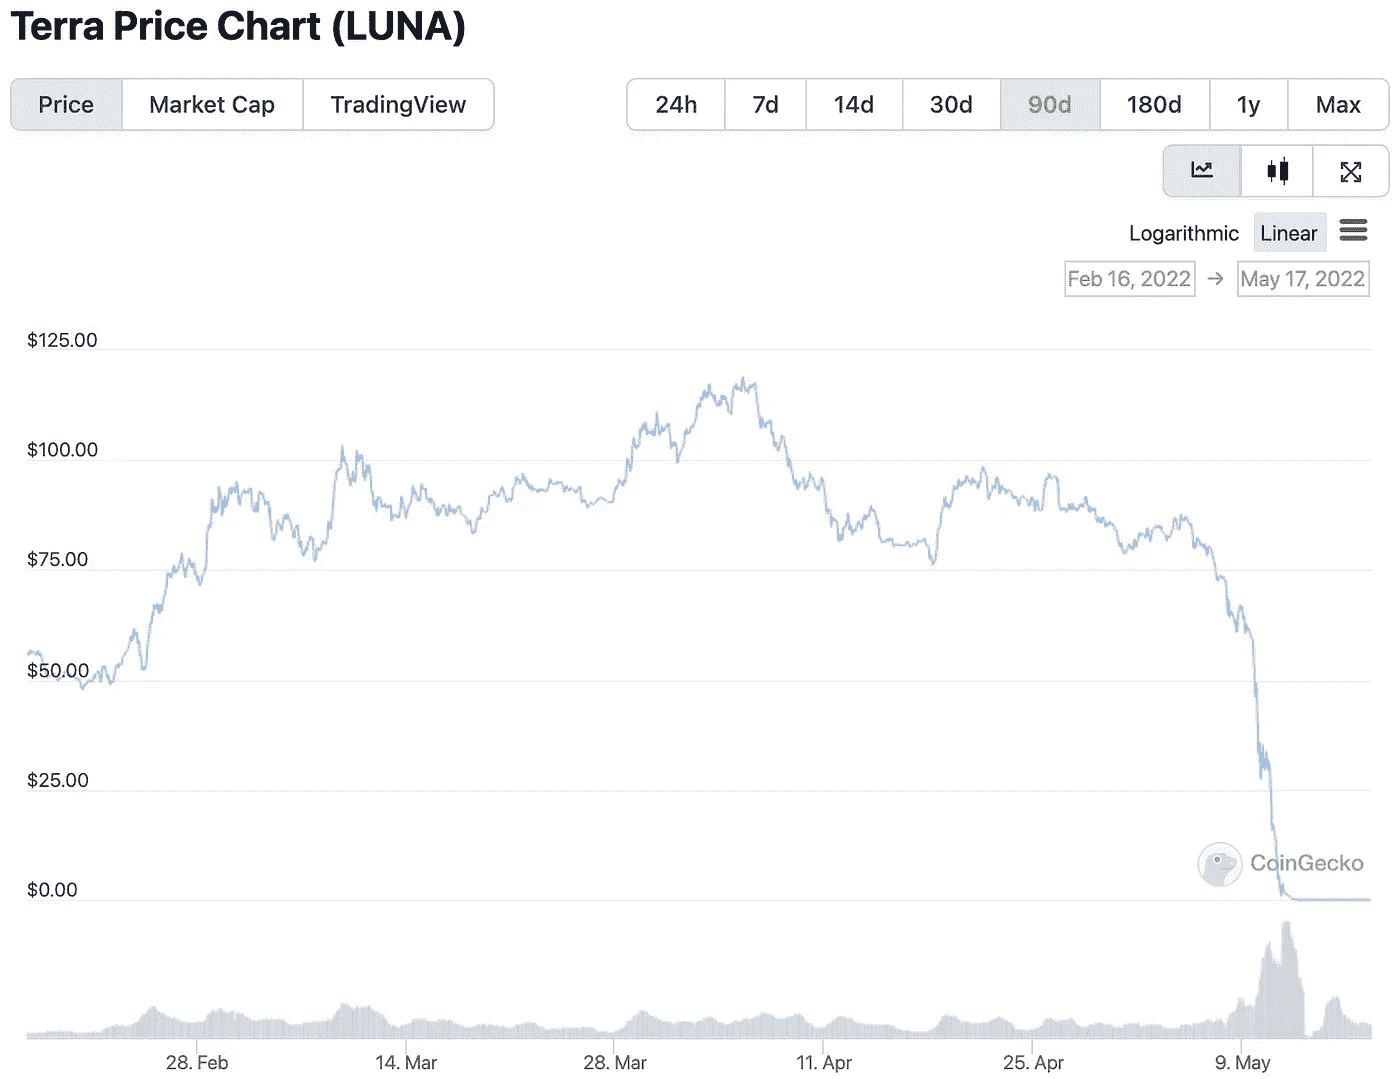 Terra Price Chart (LUNA)
Price Market Cap TradingView 24h 7d 14d 30d 90d 180d 1y Max
Logarithmic Linear
Feb 16, 2022 → May 17, 2022
$125.00
$100.00
$75.00
$50.00
$25.00
CoinGecko
$0.00
28. Feb 14. Mar 28. Mar 11. Apr 25. Apr 9. May